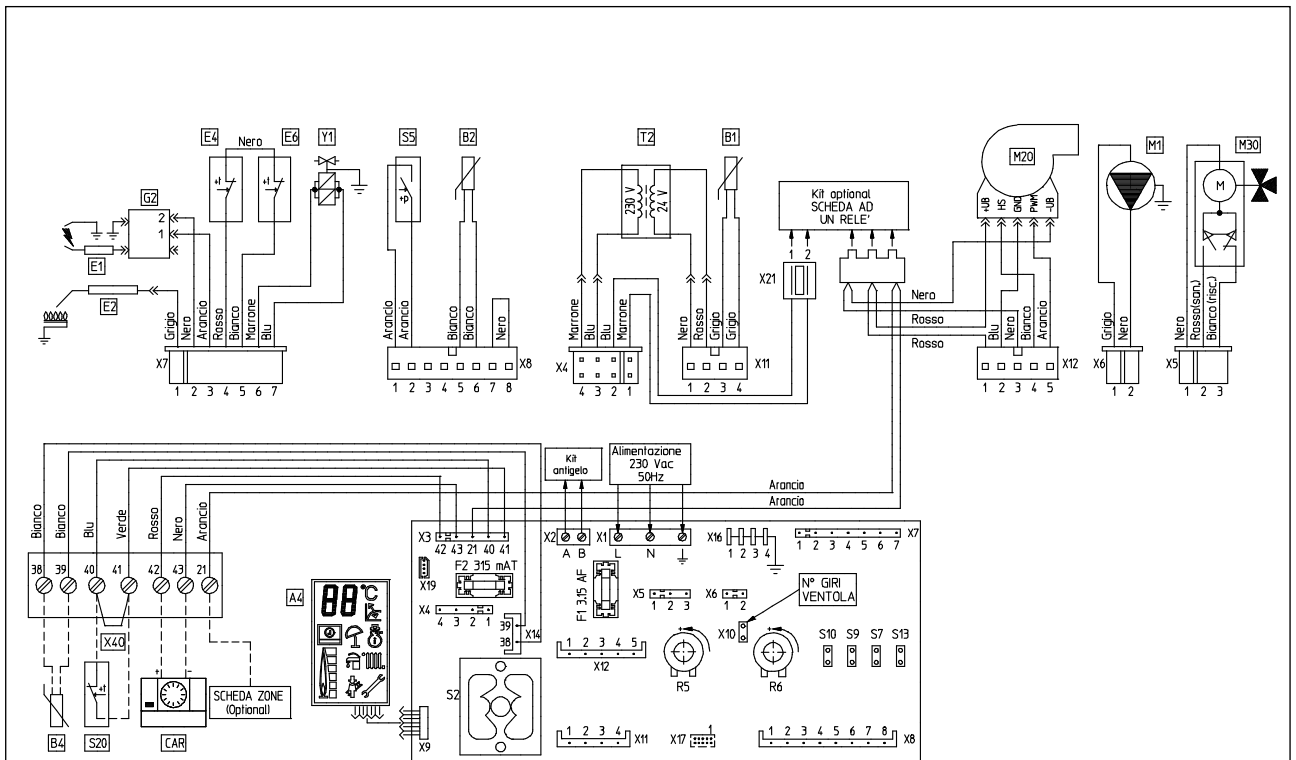 E4
Nero
E6
Y1
S5
B2
T2
B1
M20
M1
M30
+t
+t
+p
230 V
24 V
Kit optional
SCHEDA AD
UN RELE'
+UB
HS
GND
PWM
-UB
M
G2
2
1
E1
E2
X21
1 2
Nero
Rosso
Rosso
Grigio
Nero
Arancio
Rosso
Bianco
Marrone
Blu
Arancio
Arancio
Bianco
Bianco
Nero
Marrone
Blu
Blu
Marrone
Nero
Rosso
Grigio
Grigio
Blu
Nero
Bianco
Arancio
Grigio
Nero
Nero
Rosso(san.)
Bianco (risc.)
X7
1 2 3 4 5 6 7
X8
1 2 3 4 5 6 7 8
X4
4 3 2 1
X11
1 2 3 4
X12
1 2 3 4 5
X6
1 2
X5
1 2 3
Kit
antigelo
Alimentazione
230 Vac
50Hz
Arancio
Arancio
Bianco
Bianco
Blu
Verde
Rosso
Nero
Arancio
38 39 40 41 42 43 21
X40
+t
+ -
SCHEDA ZONE
(Optional)
B4
S20
CAR
A4
88 °C
X3
42 43 21 40 41
X2
A B
X1
L N
X16
1 2 3 4
X7
1 2 3 4 5 6 7
X19
F2 315 mAT
F1 3.15 AF
X4
4 3 2 1
39
38
X14
X5
1 2 3
X6
1 2
N° GIRI
VENTOLA
X10
S10 S9 S7 S13
+
R5
+
R6
X12
1 2 3 4 5
S2
X9
X11
1 2 3 4
X17
1
X8
1 2 3 4 5 6 7 8